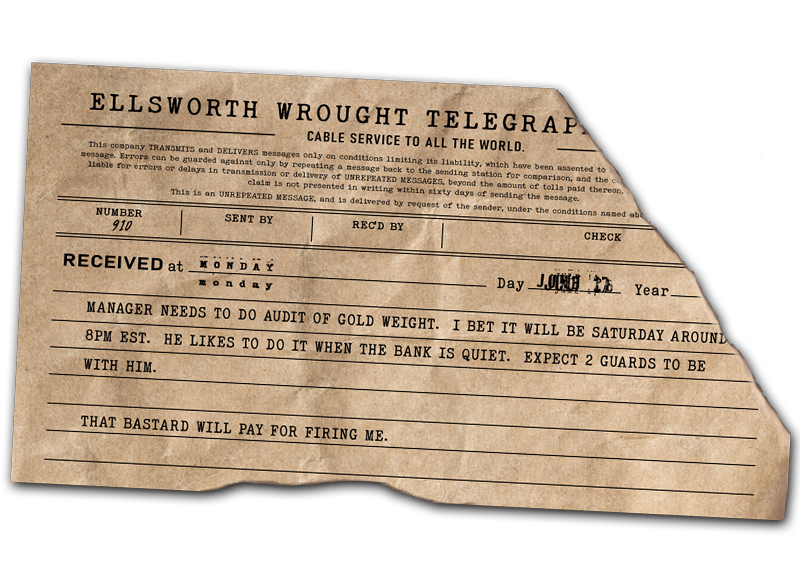 ELLSWORTH WROUGHT TELEGRAP
CABLE SERVICE TO ALL THE WORLD.
This company TRANSMITS and DELIVERS messages only on conditions limiting its liability, which have been assented to
message. Errors can be guarded against only by repeating a message back to the sending station for comparison, and the co
liable for errors or delays in transmission or delivery of UNREPEATED MESSAGES, beyond the amount of tolls paid thereon.
claim is not presented in writing within sixty days of sending the message.
This is an UNREPEATED MESSAGE, and is delivered by request of the sender, under the conditions named abo
NUMBER SENT BY REC'D BY CHECK
910
RECEIVED at MONDAY Day Year
monday
MANAGER NEEDS TO DO AUDIT OF GOLD WEIGHT. I BET IT WILL BE SATURDAY AROUND
8PM EST. HE LIKES TO DO IT WHEN THE BANK IS QUIET. EXPECT 2 GUARDS TO BE
WITH HIM.
THAT BASTARD WILL PAY FOR FIRING ME.